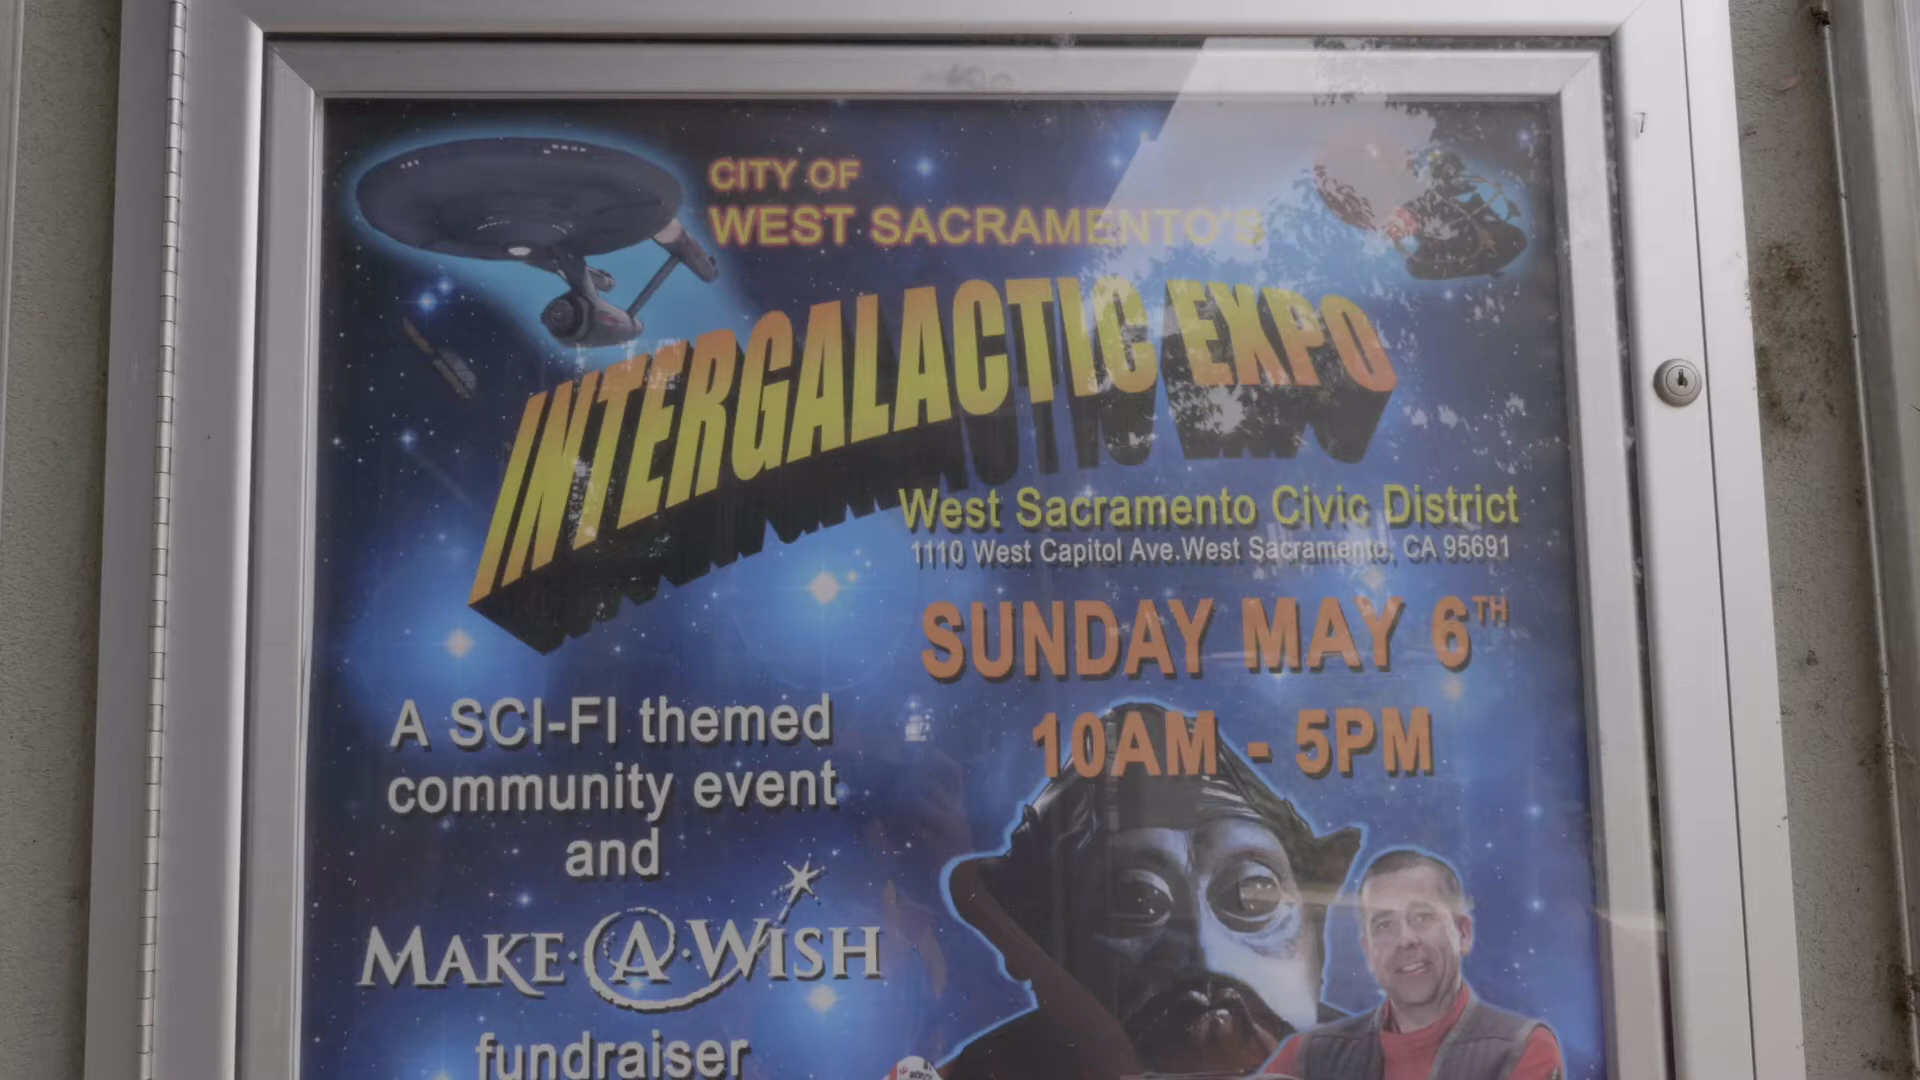 CITY OF
WEST SACRAMENTO'S
INTERGALACTIC EXPO
West Sacramento Civic District
1110 West Capitol Ave.West Sacramento, CA 95691
SUNDAY MAY 6TH
10AM - 5PM
A SCI-FI themed
community event
and
MAKE·A·WISH
fundraiser